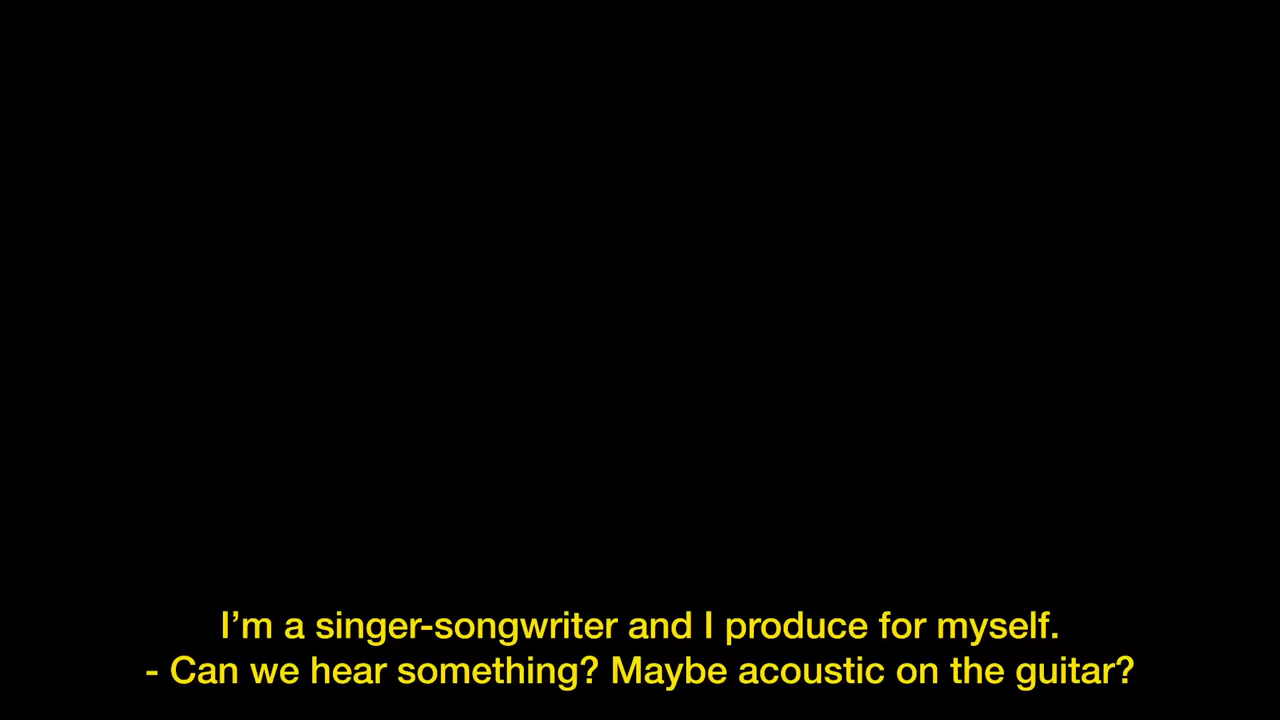 I’m a singer-songwriter and I produce for myself.
- Can we hear something? Maybe acoustic on the guitar?